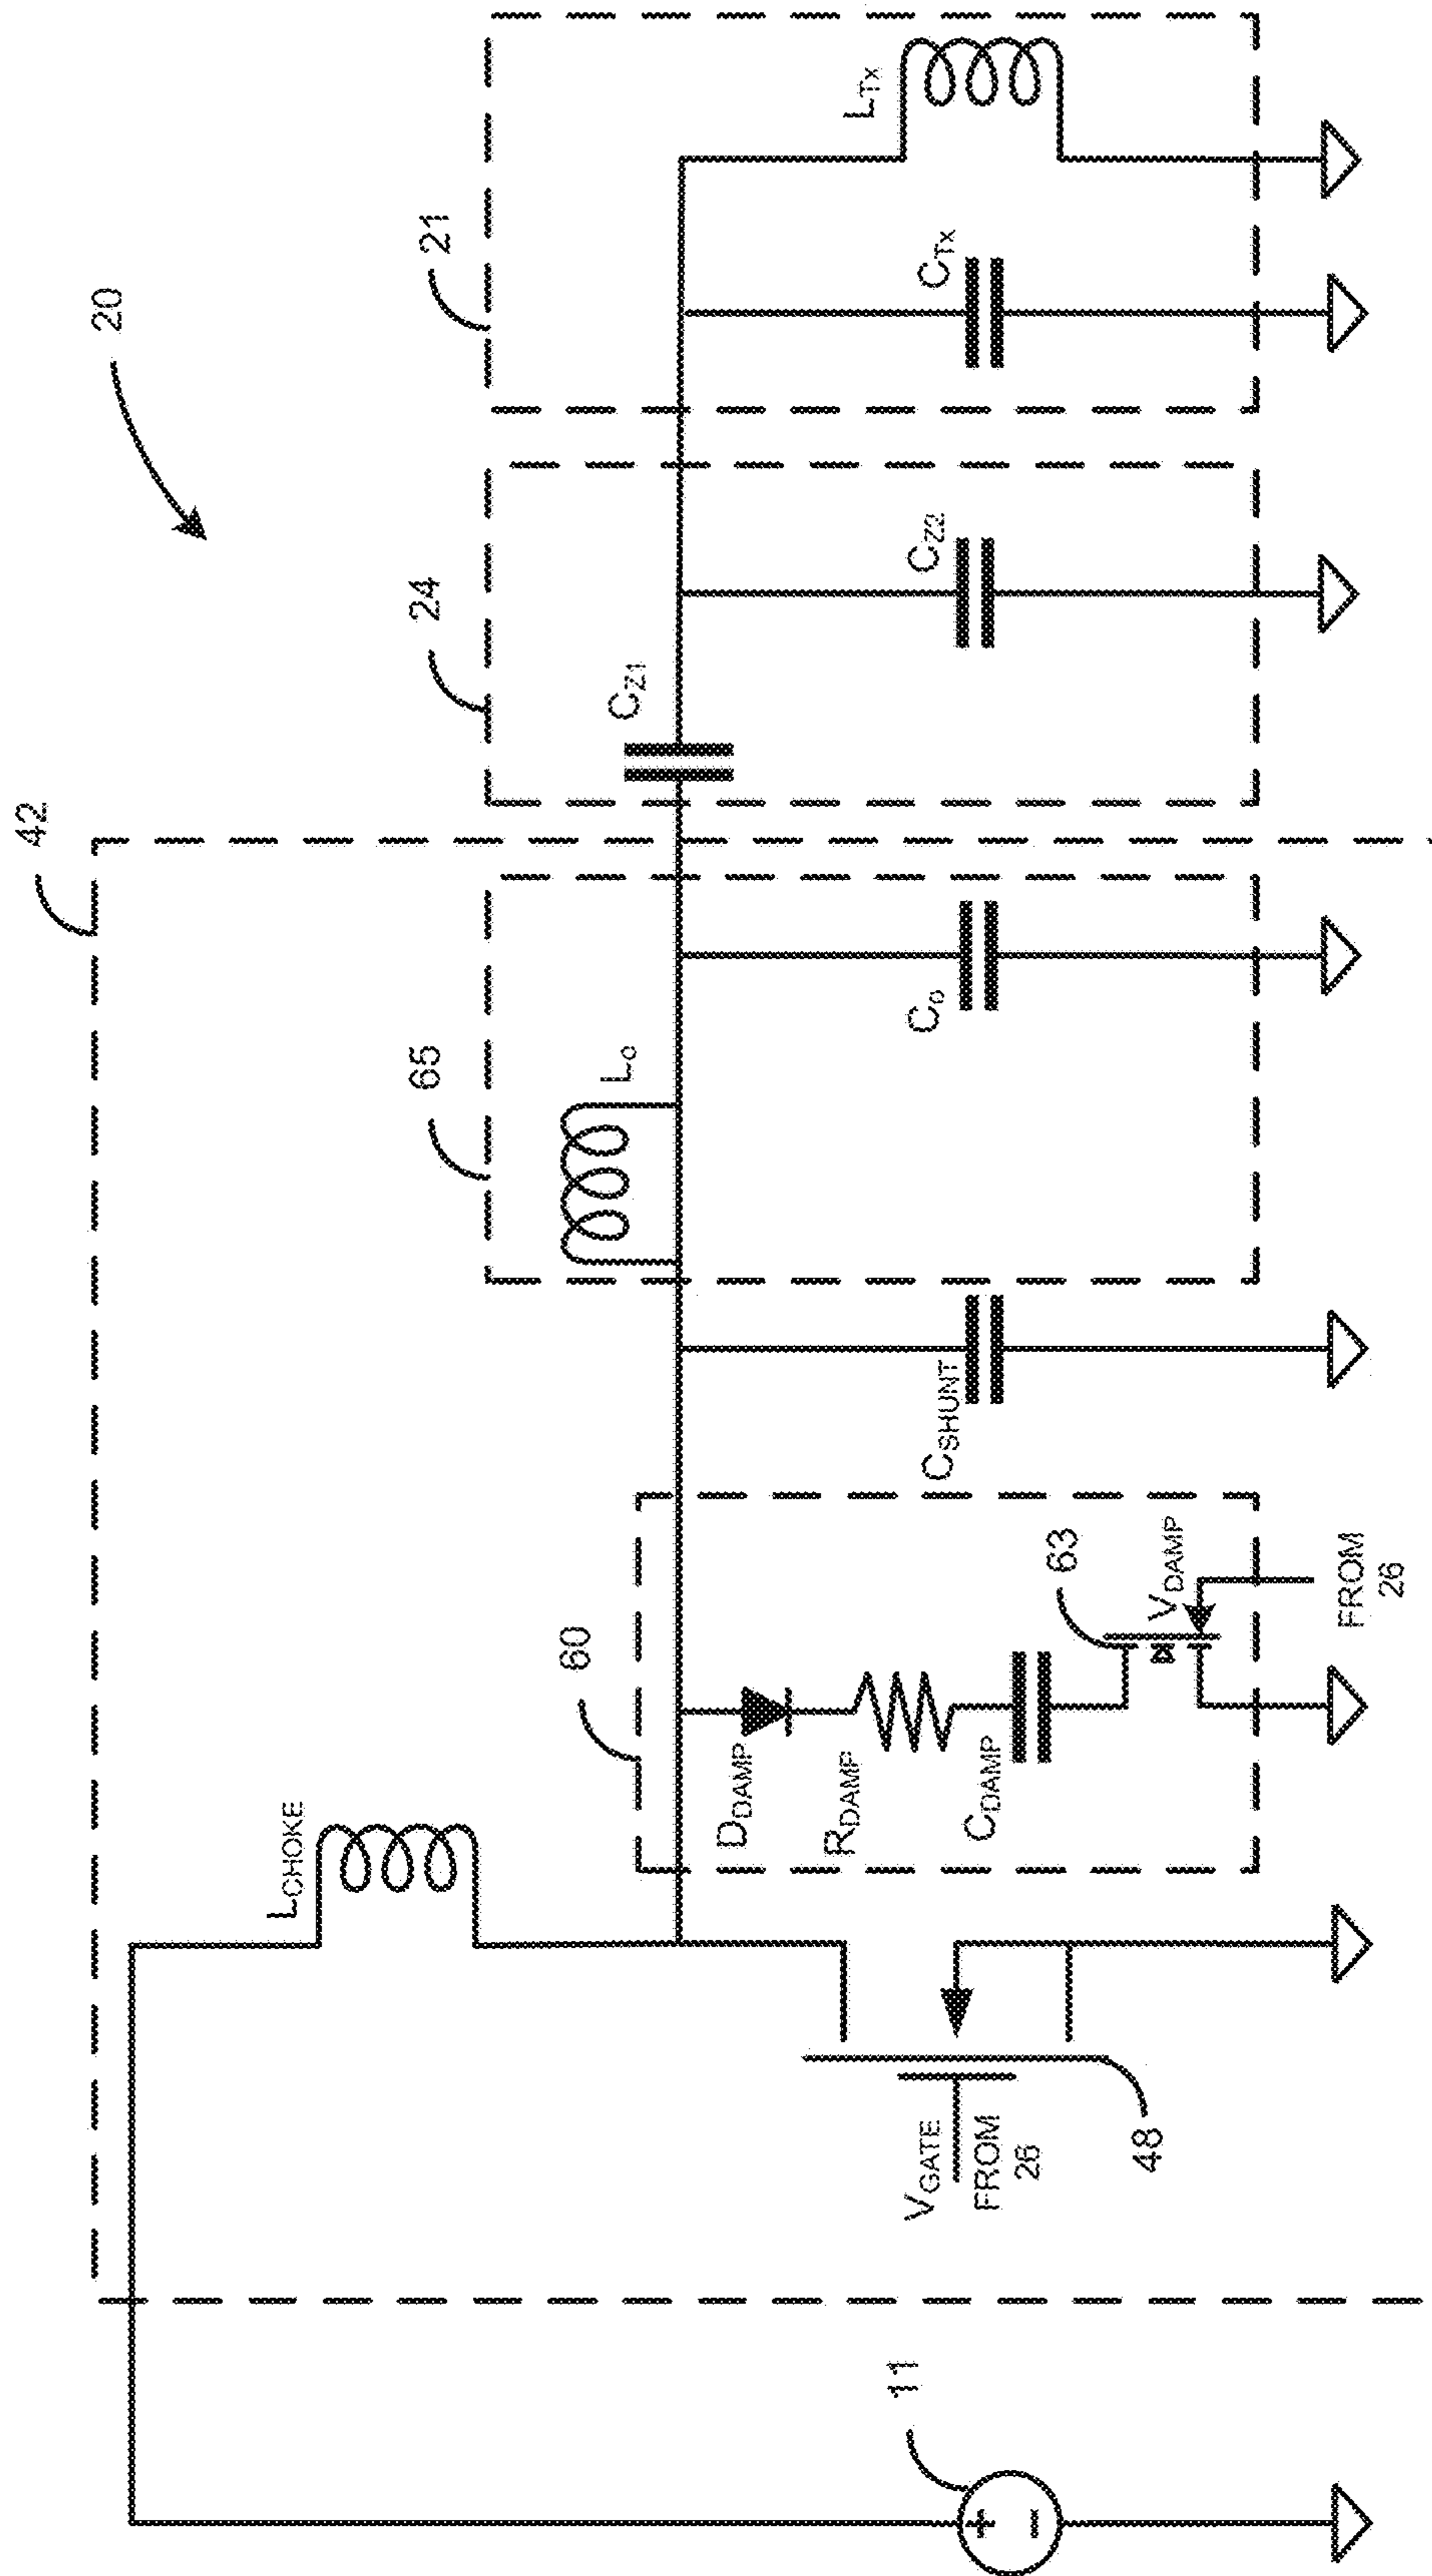 20
42
11
LCHOKE
VGATE
FROM
26
48
60
DDAMP
RDAMP
CDAMP
63
VDAMP
FROM
26
CSHUNT
65
Lo
Co
24
CZ1
CZ2
21
CTx
LTx
+
-